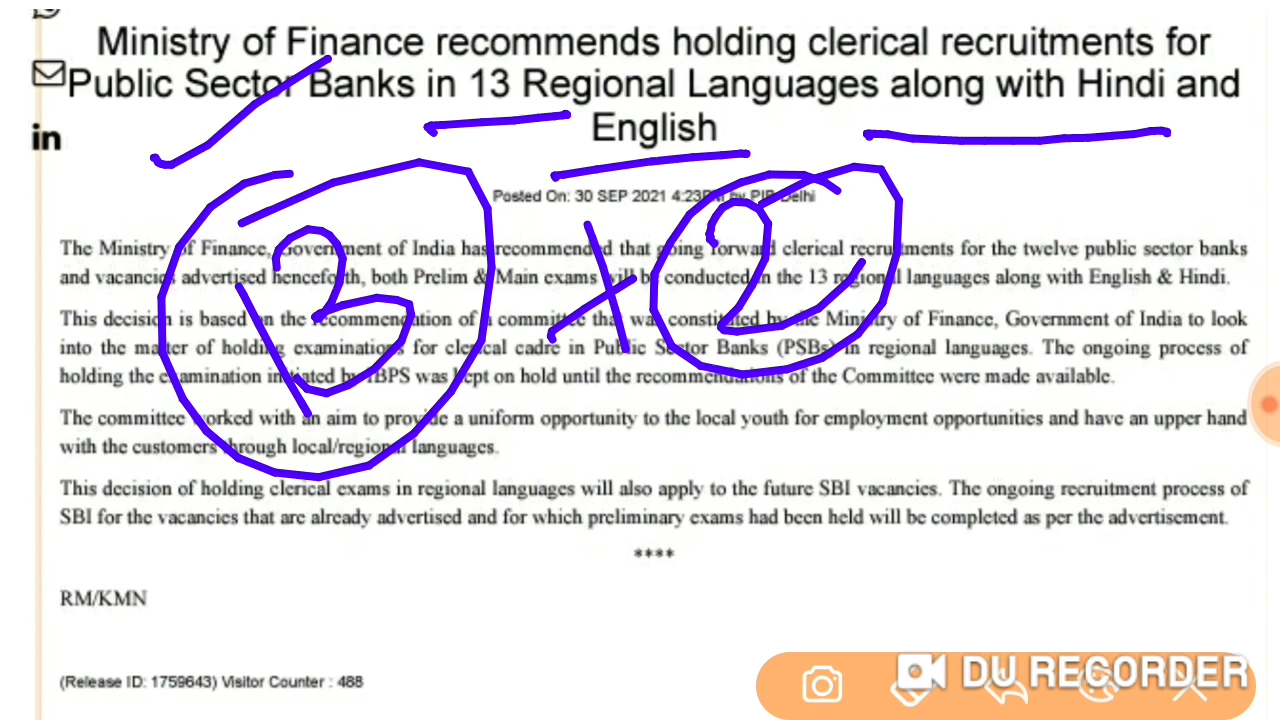 Ministry of Finance recommends holding clerical recruitments for
Public Sector Banks in 13 Regional Languages along with Hindi and
English
in
Posted On: 30 SEP 2021 4:23PM by PIB Delhi
The Ministry of Finance, Government of India has recommended that going forward clerical recruitments for the twelve public sector banks
and vacancies advertised henceforth, both Prelim & Main exams will be conducted in the 13 regional languages along with English & Hindi.
This decision is based on the recommendation of a committee that was constituted by the Ministry of Finance, Government of India to look
into the matter of holding examinations for clerical cadre in Public Sector Banks (PSBs) in regional languages. The ongoing process of
holding the examination initiated by IBPS was kept on hold until the recommendations of the Committee were made available.
The committee worked with an aim to provide a uniform opportunity to the local youth for employment opportunities and have an upper hand
with the customers through local/regional languages.
This decision of holding clerical exams in regional languages will also apply to the future SBI vacancies. The ongoing recruitment process of
SBI for the vacancies that are already advertised and for which preliminary exams had been held will be completed as per the advertisement.
****
RM/KMN
(Release ID: 1759643) Visitor Counter : 488
13 + 2
DU RECORDER